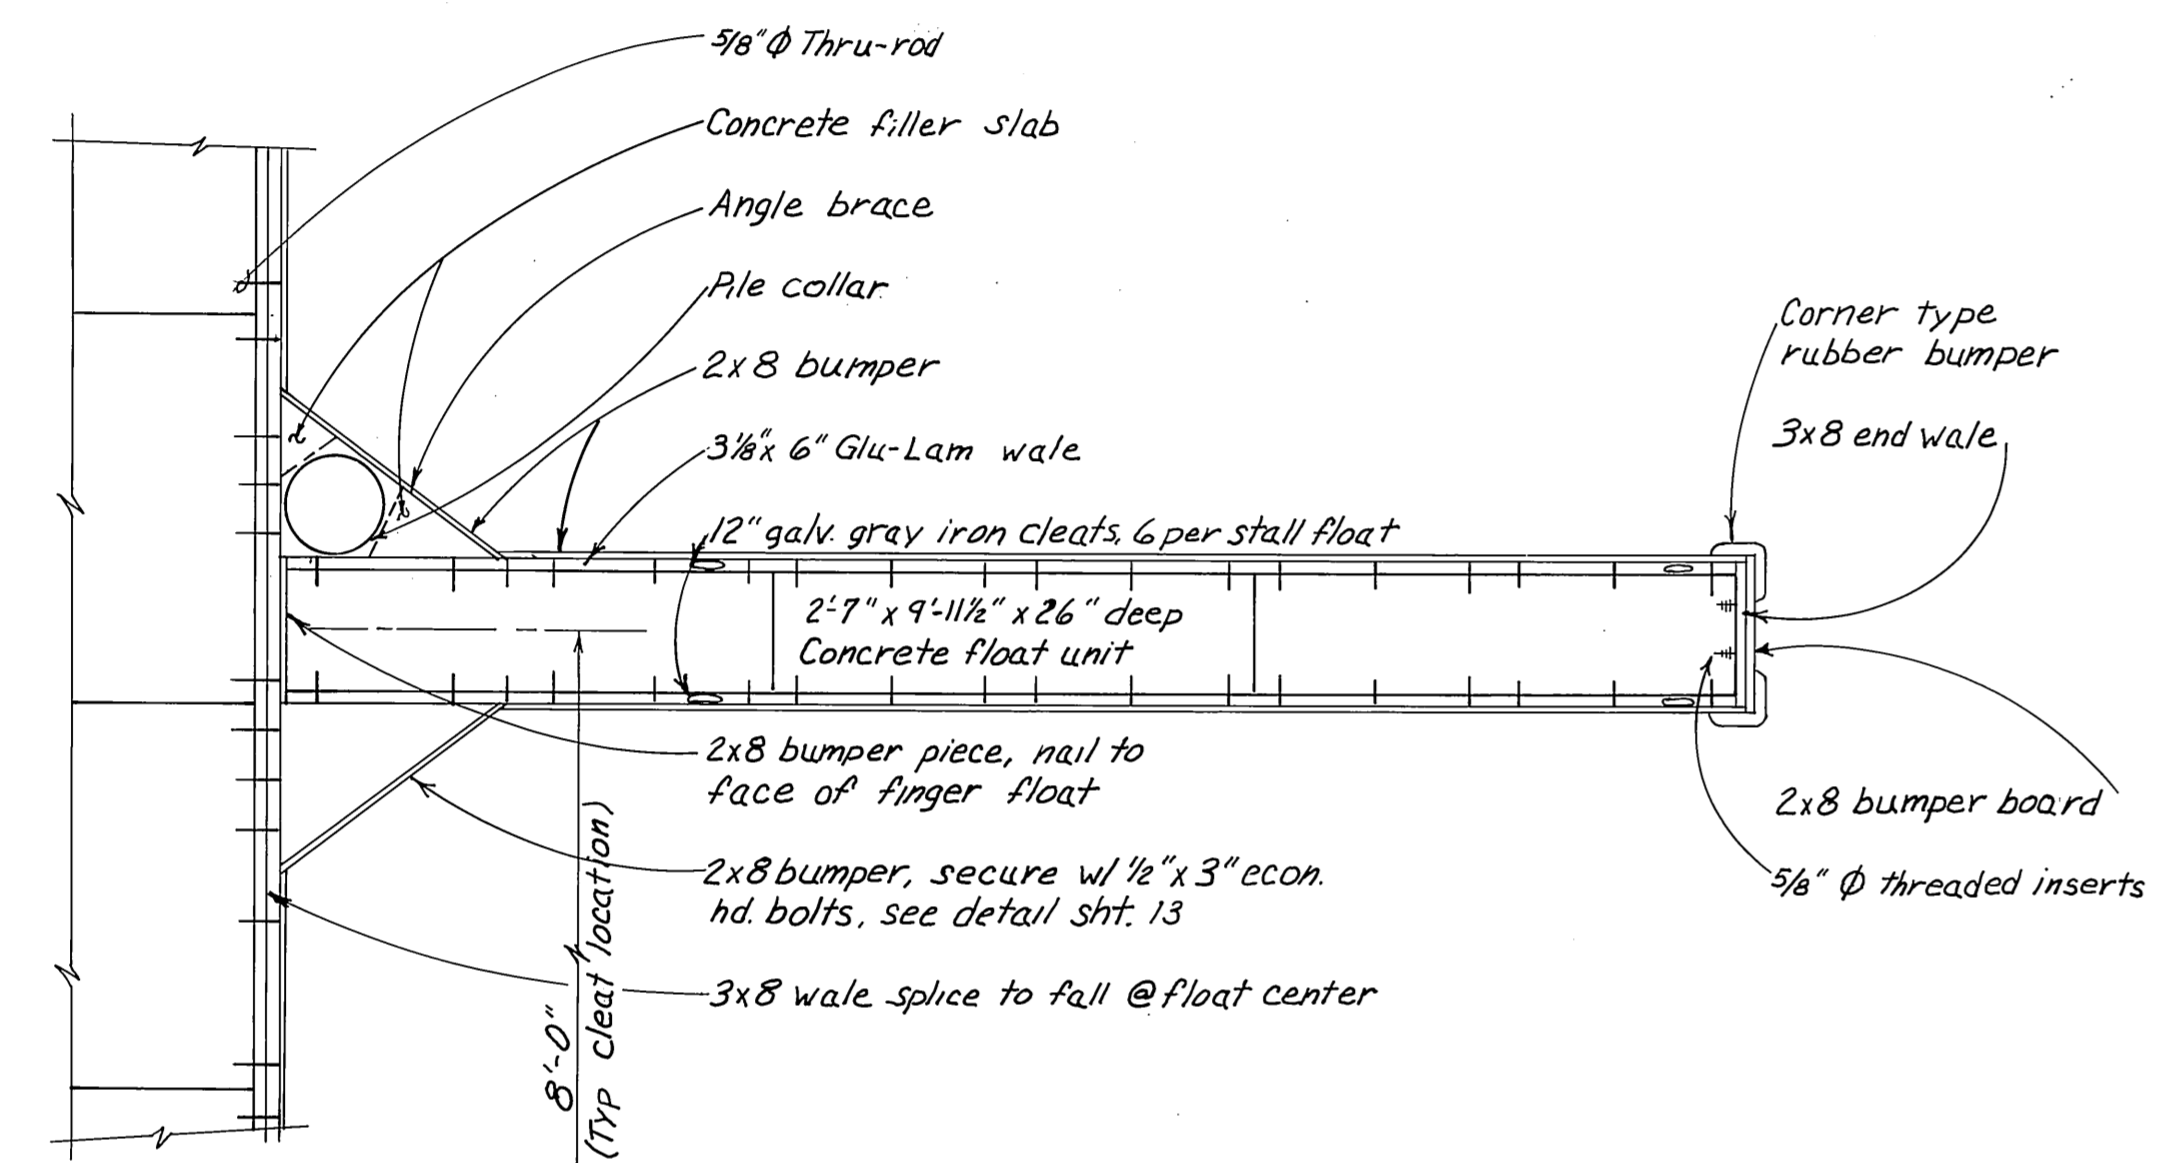 5/8"Φ Thru-rod
Concrete filler slab
Angle brace
Pile collar
2x8 bumper
3⅛"x 6" Glu-Lam wale
12" galv. gray iron cleats, 6 per stall float
2'-7" x 9'-11½" x 26" deep
Concrete float unit
2x8 bumper piece, nail to
face of finger float
2x8 bumper, secure w/ ½"x 3" econ.
hd. bolts, see detail sht. 13
3x8 wale splice to fall @ float center
8'-0"
(Typ cleat location)
Corner type
rubber bumper
3x8 end wale
2x8 bumper board
5/8" Φ threaded inserts